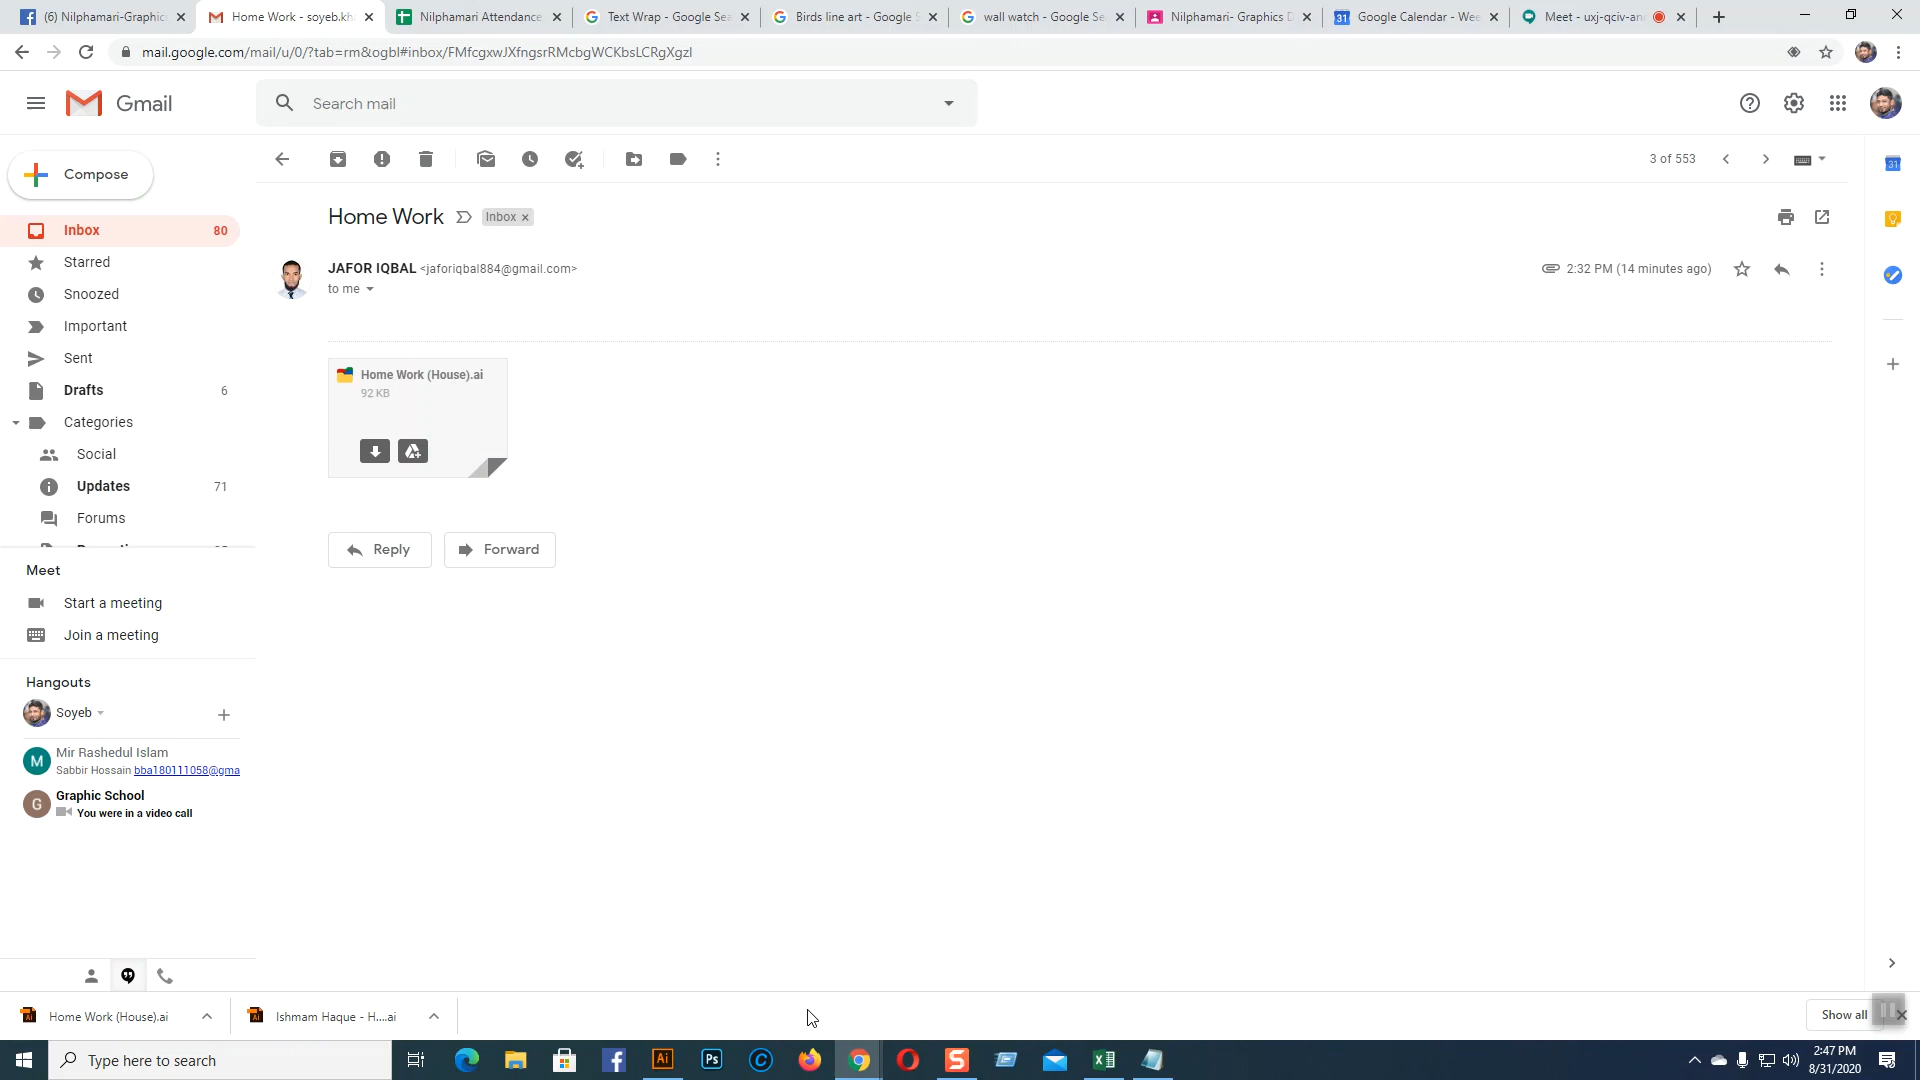 (6) Nilphamari-Graphic
Home Work - soyeb.kh
Nilphamari Attendance
Text Wrap - Google Sea
Birds line art - Google S
wall watch - Google Se
Nilphamari- Graphics D
Google Calendar - Wee
Meet - uxj-qciv-an
mail.google.com/mail/u/0/?tab=rm&ogbl#inbox/FMfcgxwJXfngsrRMcbgWCKbsLCRgXgzl
Gmail
Search mail
Compose
3 of 553
31
Inbox 80
Starred
Snoozed
Important
Sent
Drafts 6
Categories
Social
Updates 71
Forums
Home Work
Inbox ×
JAFOR IQBAL <jaforiqbal884@gmail.com>
2:32 PM (14 minutes ago)
to me
Home Work (House).ai
92 KB
Reply
Forward
Meet
Start a meeting
Join a meeting
Hangouts
Soyeb
M
Mir Rashedul Islam
Sabbir Hossain bba180111058@gma
G
Graphic School
You were in a video call
Home Work (House).ai
Ishmam Haque - H....ai
Show all
Type here to search
Ai
Ps
2:47 PM
8/31/2020